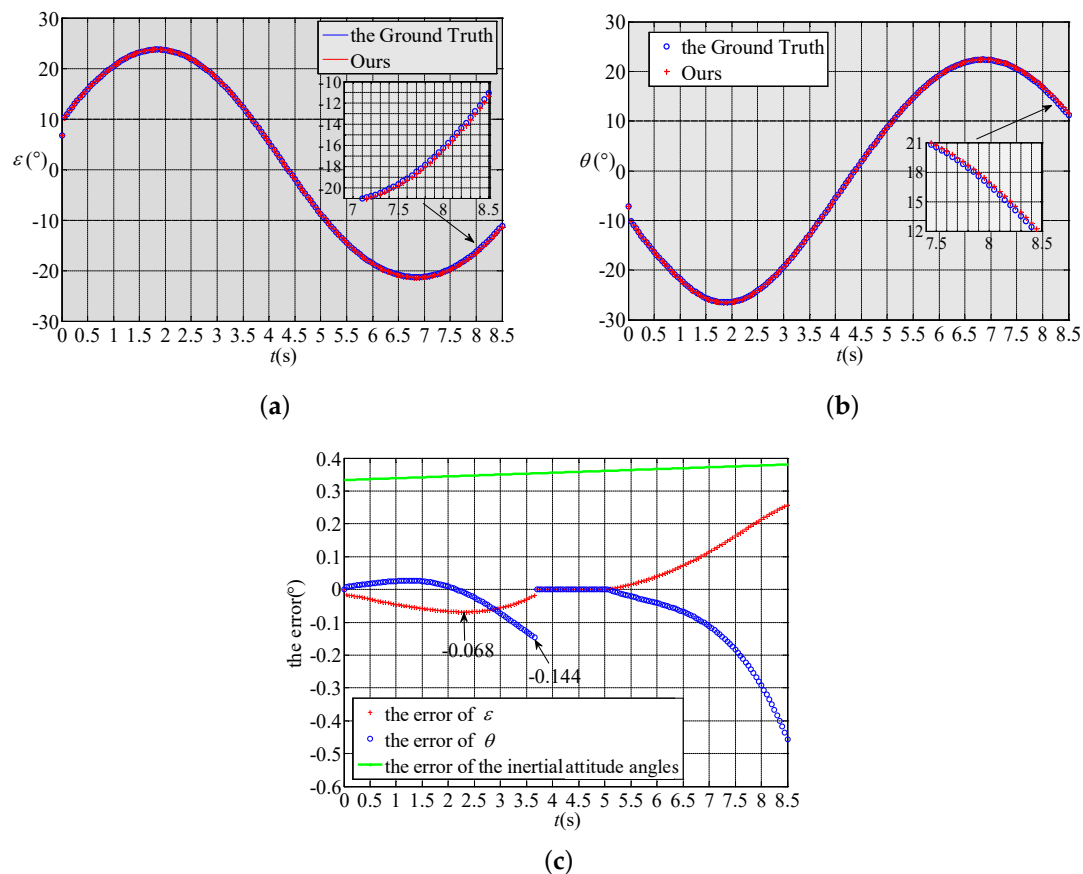 30
20
10
0
-10
-20
-30
ε (°)
the Ground Truth
Ours
-10
-12
-14
-16
-18
-20
7 7.5 8 8.5
0 0.5 1 1.5 2 2.5 3 3.5 4 4.5 5 5.5 6 6.5 7 7.5 8 8.5
t(s)
(a)
30
20
10
0
-10
-20
-30
θ (°)
the Ground Truth
Ours
21
18
15
12
7.5 8 8.5
0 0.5 1 1.5 2 2.5 3 3.5 4 4.5 5 5.5 6 6.5 7 7.5 8 8.5
t(s)
(b)
0.4
0.3
0.2
0.1
0
-0.1
-0.2
-0.3
-0.4
-0.5
-0.6
the error(°)
-0.068
-0.144
the error of ε
the error of θ
the error of the inertial attitude angles
0 0.5 1 1.5 2 2.5 3 3.5 4 4.5 5 5.5 6 6.5 7 7.5 8 8.5
t(s)
(c)